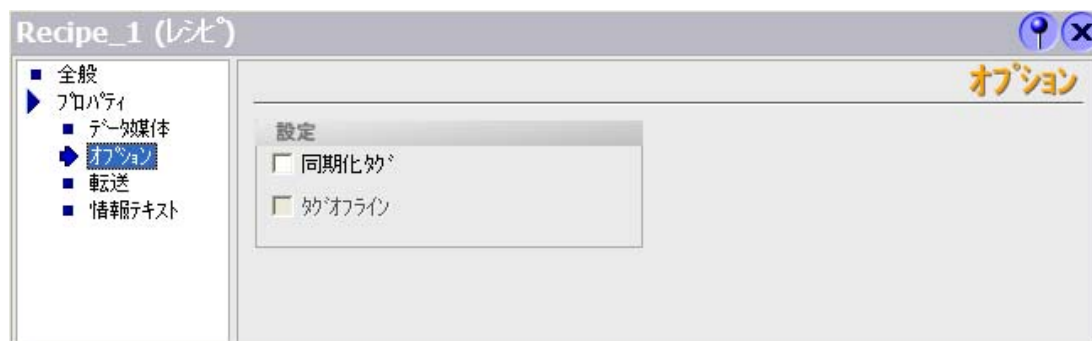 Recipe_1 (ﾚｼﾋﾟ)
全般
ﾌﾟﾛﾊﾟﾃｨ
ﾃﾞｰﾀ媒体
ｵﾌﾟｼｮﾝ
転送
情報ﾃｷｽﾄ
ｵﾌﾟｼｮﾝ
設定
同期化ﾀｸﾞ
ﾀｸﾞｵﾌﾗｲﾝ